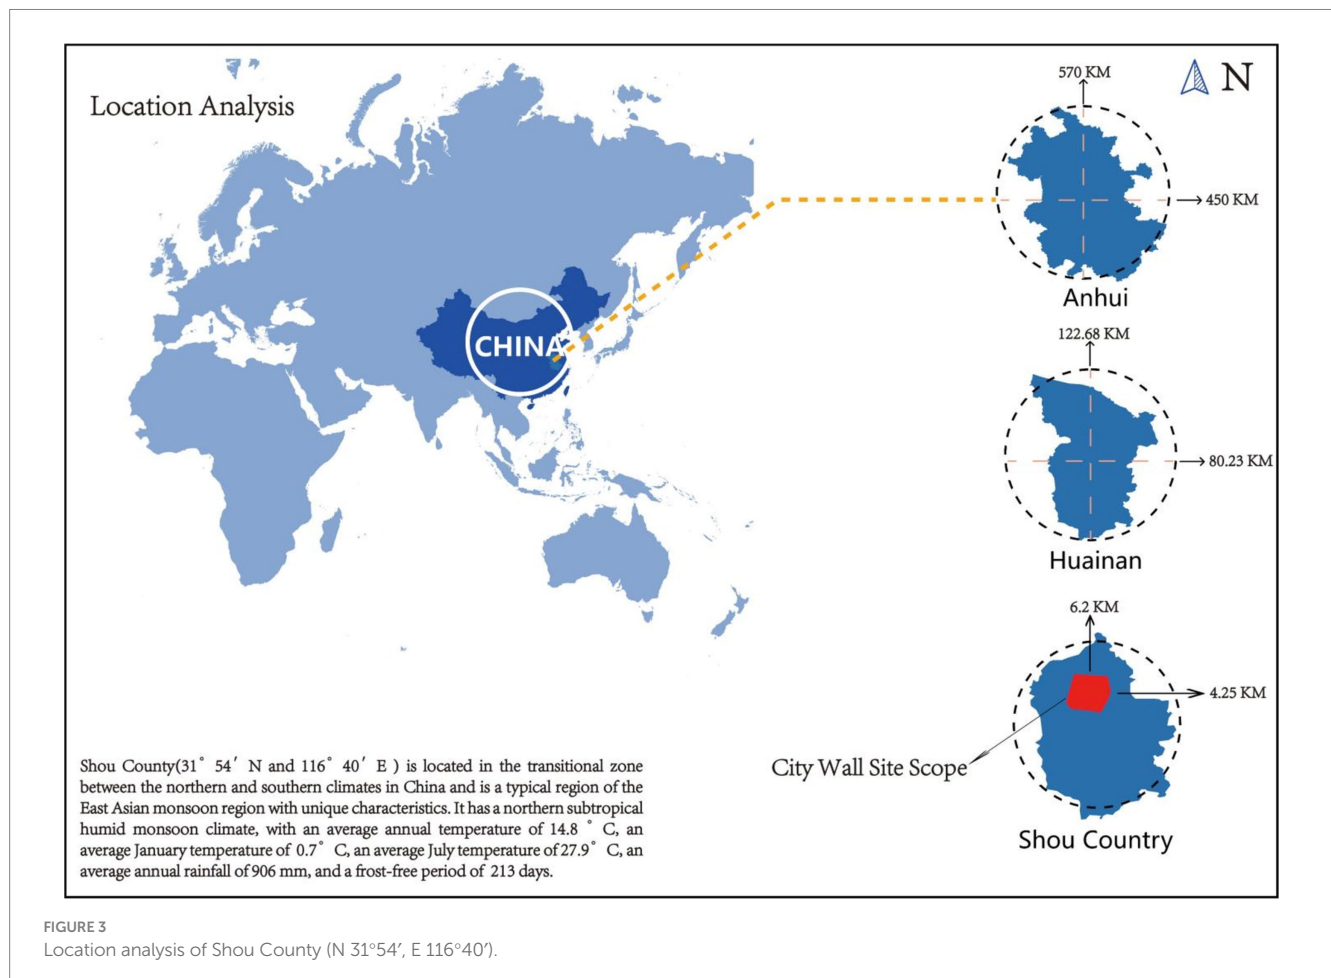 Location Analysis
N
CHINA
570 KM
450 KM
Anhui
122.68 KM
80.23 KM
Huainan
6.2 KM
4.25 KM
City Wall Site Scope
Shou Country
Shou County(31° 54′ N and 116° 40′ E ) is located in the transitional zone
between the northern and southern climates in China and is a typical region of the
East Asian monsoon region with unique characteristics. It has a northern subtropical
humid monsoon climate, with an average annual temperature of 14.8 ° C, an
average January temperature of 0.7° C, an average July temperature of 27.9° C, an
average annual rainfall of 906 mm, and a frost-free period of 213 days.
FIGURE 3
Location analysis of Shou County (N 31°54′, E 116°40′).